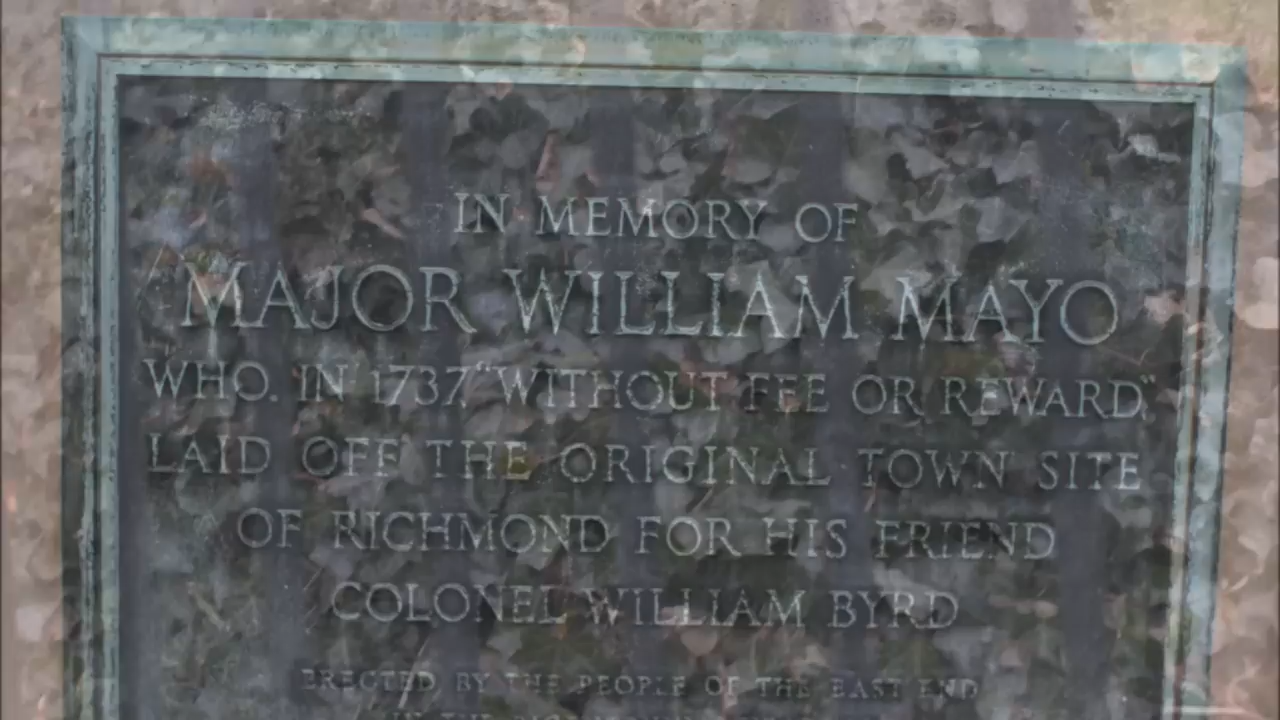 IN MEMORY OF
MAJOR WILLIAM MAYO
WHO. IN 1737, "WITHOUT FEE OR REWARD,"
LAID OFF THE ORIGINAL TOWN SITE
OF RICHMOND FOR HIS FRIEND
COLONEL WILLIAM BYRD
ERECTED BY THE PEOPLE OF THE EAST END